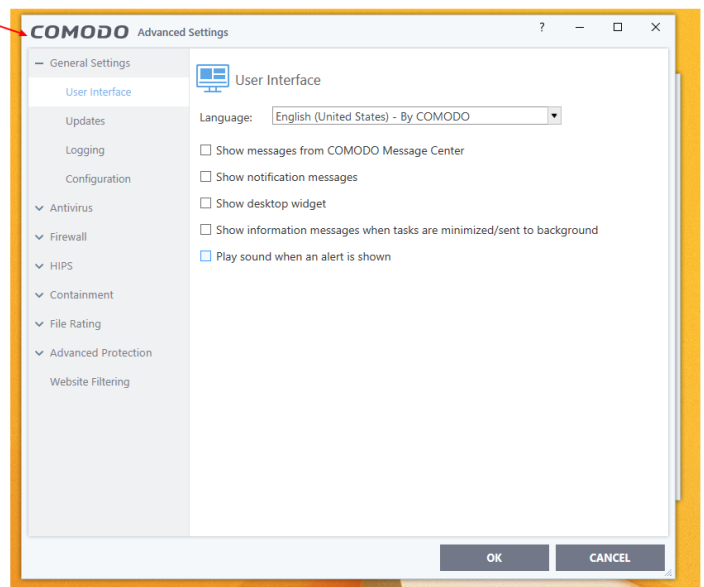 COMODO Advanced Settings ?
General Settings
User Interface
Updates
Logging
Configuration
Antivirus
Firewall
HIPS
Containment
File Rating
Advanced Protection
Website Filtering
User Interface
Language: English (United States) - By COMODO
Show messages from COMODO Message Center
Show notification messages
Show desktop widget
Show information messages when tasks are minimized/sent to background
Play sound when an alert is shown
OK CANCEL